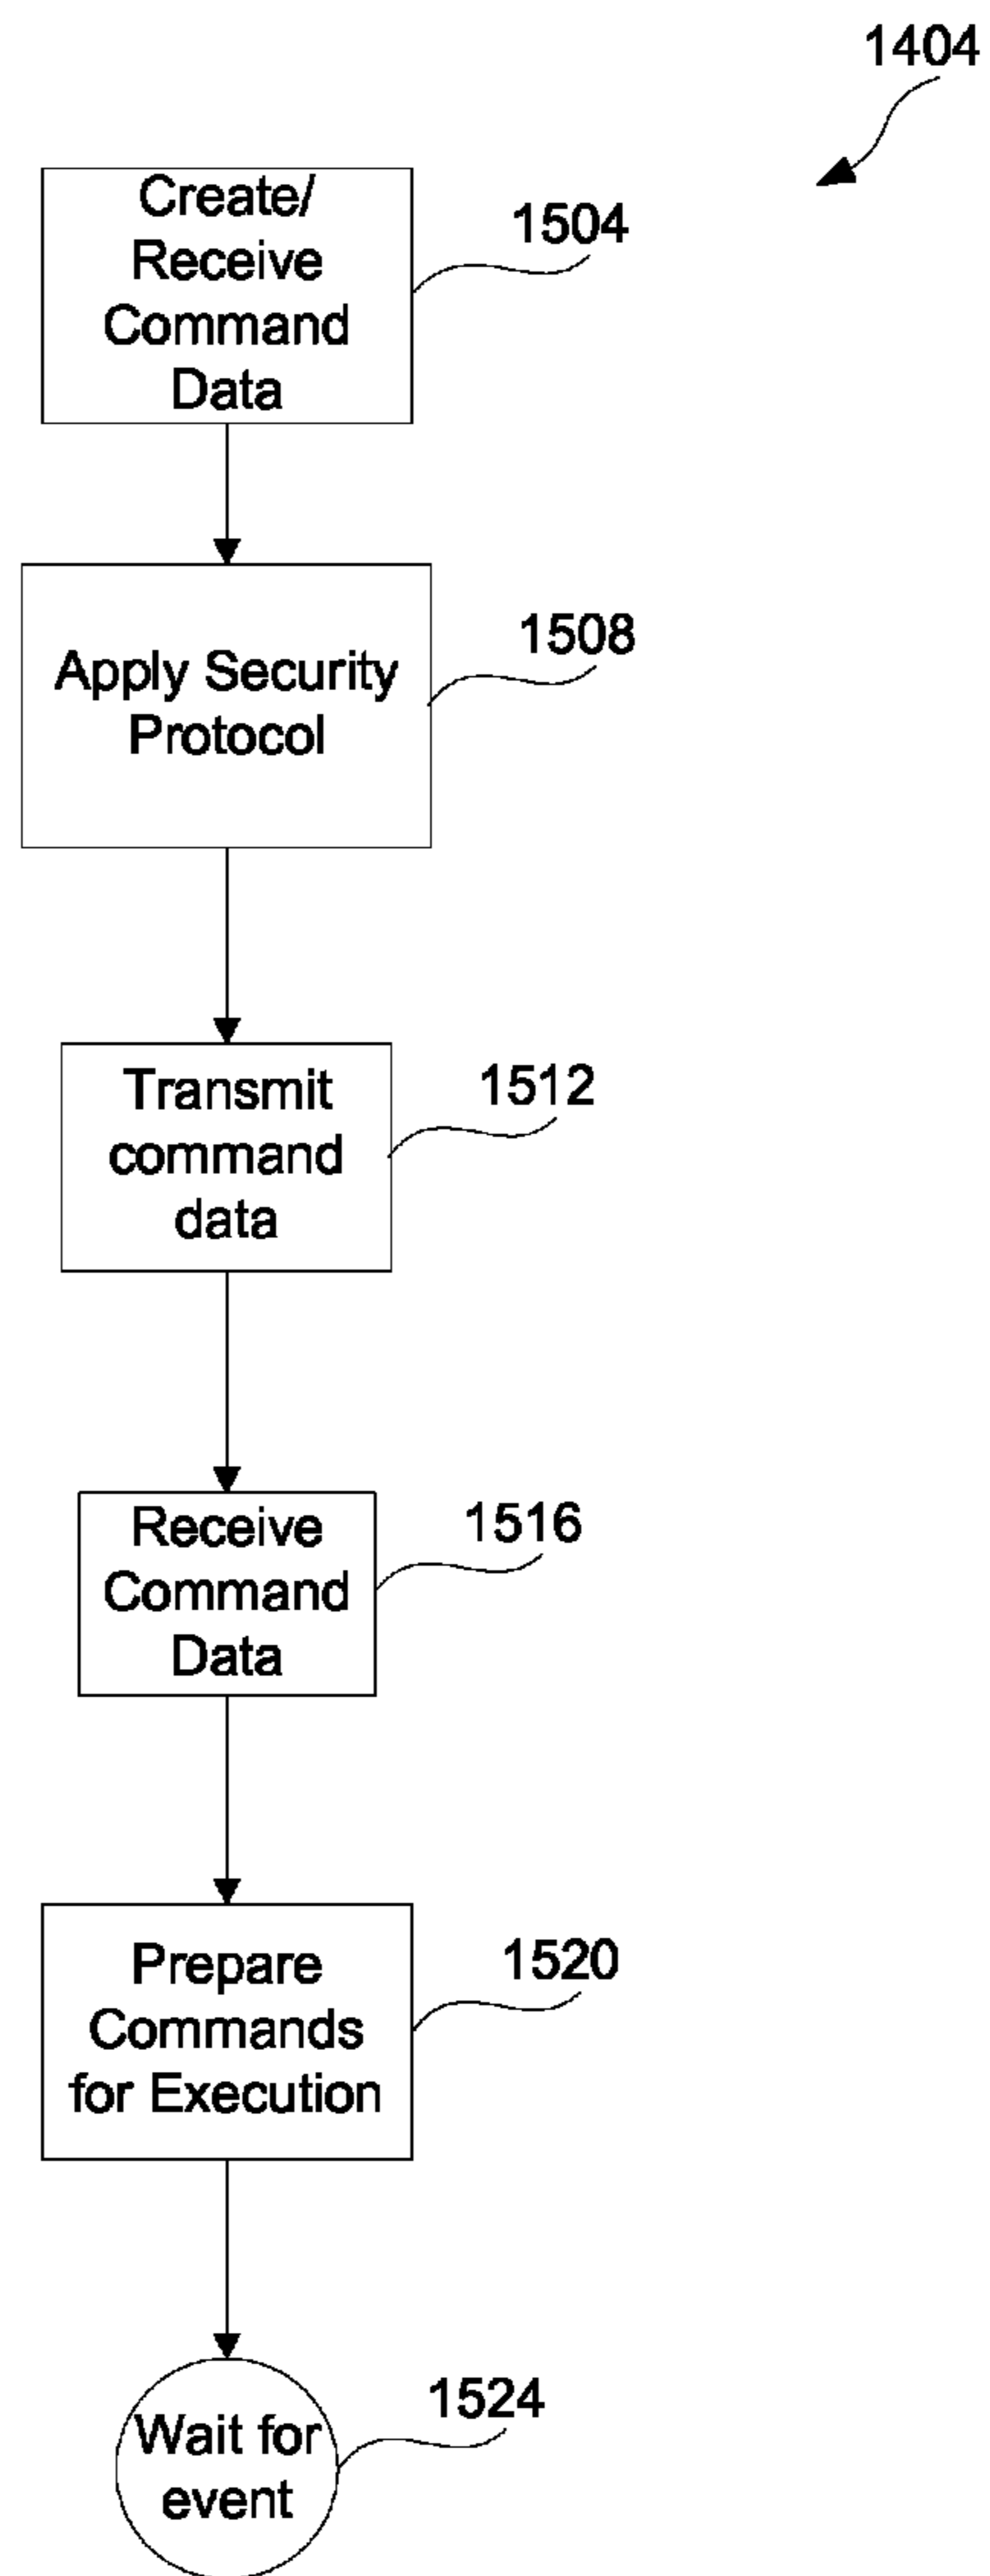 1404
Create/
Receive
Command
Data
1504
Apply Security
Protocol
1508
Transmit
command
data
1512
Receive
Command
Data
1516
Prepare
Commands
for Execution
1520
Wait for
event
1524